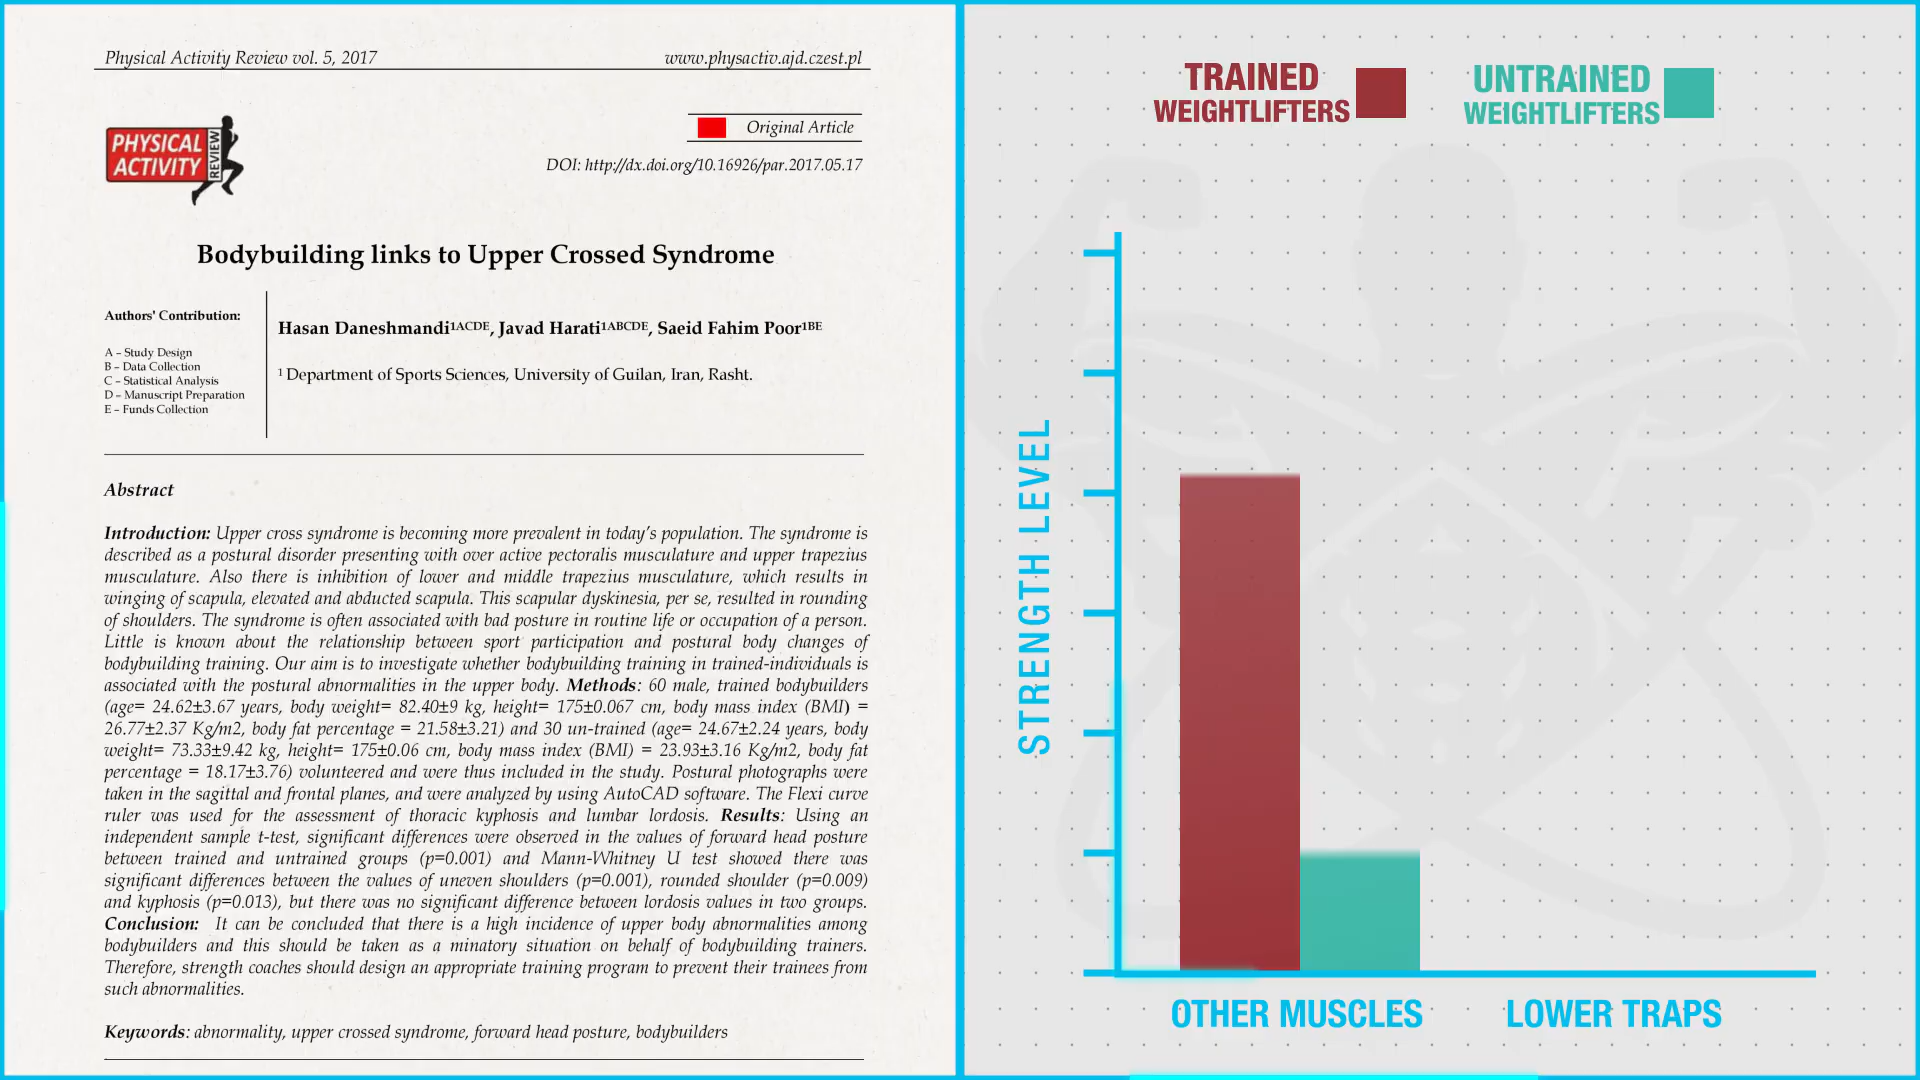 Physical Activity Review vol. 5, 2017
www.physactiv.ajd.czest.pl
PHYSICAL
ACTIVITY
REVIEW
Original Article
DOI: http://dx.doi.org/10.16926/par.2017.05.17
Bodybuilding links to Upper Crossed Syndrome
Authors' Contribution:
A – Study Design
B – Data Collection
C – Statistical Analysis
D – Manuscript Preparation
E – Funds Collection
Hasan Daneshmandi1ACDE, Javad Harati1ABCDE, Saeid Fahim Poor1BE
1 Department of Sports Sciences, University of Guilan, Iran, Rasht.
Abstract
Introduction: Upper cross syndrome is becoming more prevalent in today's population. The syndrome is
described as a postural disorder presenting with over active pectoralis musculature and upper trapezius
musculature. Also there is inhibition of lower and middle trapezius musculature, which results in
winging of scapula, elevated and abducted scapula. This scapular dyskinesia, per se, resulted in rounding
of shoulders. The syndrome is often associated with bad posture in routine life or occupation of a person.
Little is known about the relationship between sport participation and postural body changes of
bodybuilding training. Our aim is to investigate whether bodybuilding training in trained-individuals is
associated with the postural abnormalities in the upper body. Methods: 60 male, trained bodybuilders
(age= 24.62±3.67 years, body weight= 82.40±9 kg, height= 175±0.067 cm, body mass index (BMI) =
26.77±2.37 Kg/m2, body fat percentage = 21.58±3.21) and 30 un-trained (age= 24.67±2.24 years, body
weight= 73.33±9.42 kg, height= 175±0.06 cm, body mass index (BMI) = 23.93±3.16 Kg/m2, body fat
percentage = 18.17±3.76) volunteered and were thus included in the study. Postural photographs were
taken in the sagittal and frontal planes, and were analyzed by using AutoCAD software. The Flexi curve
ruler was used for the assessment of thoracic kyphosis and lumbar lordosis. Results: Using an
independent sample t-test, significant differences were observed in the values of forward head posture
between trained and untrained groups (p=0.001) and Mann-Whitney U test showed there was
significant differences between the values of uneven shoulders (p=0.001), rounded shoulder (p=0.009)
and kyphosis (p=0.013), but there was no significant difference between lordosis values in two groups.
Conclusion: It can be concluded that there is a high incidence of upper body abnormalities among
bodybuilders and this should be taken as a minatory situation on behalf of bodybuilding trainers.
Therefore, strength coaches should design an appropriate training program to prevent their trainees from
such abnormalities.
Keywords: abnormality, upper crossed syndrome, forward head posture, bodybuilders
TRAINED
WEIGHTLIFTERS
UNTRAINED
WEIGHTLIFTERS
STRENGTH LEVEL
OTHER MUSCLES
LOWER TRAPS